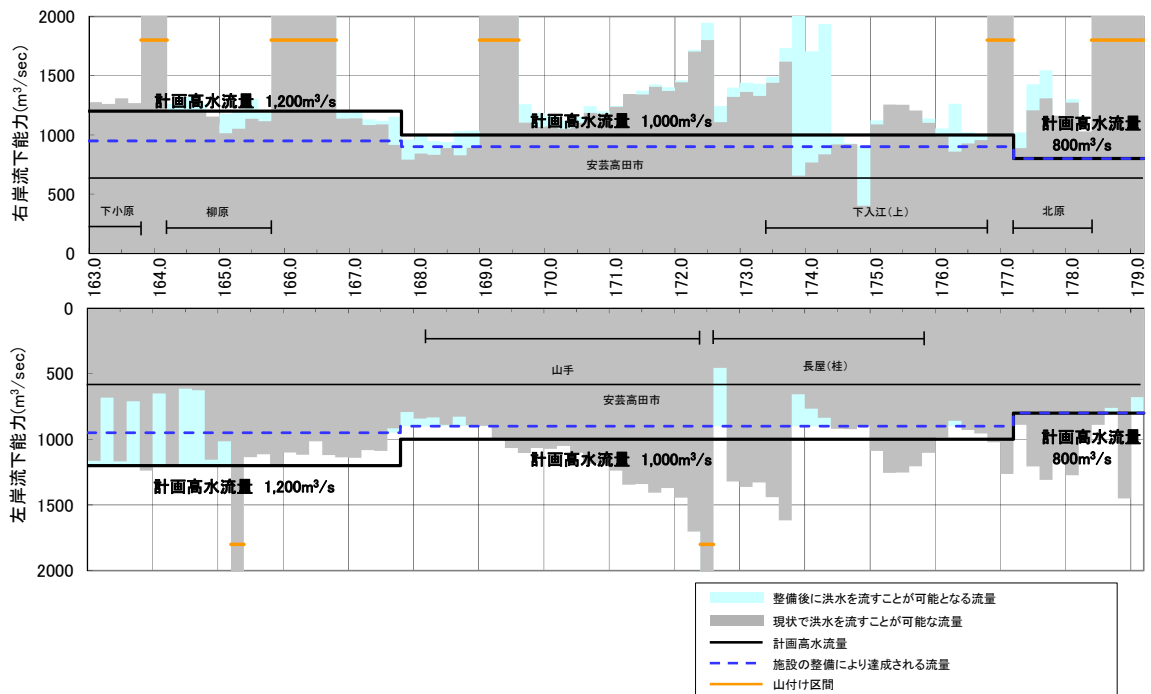 2000
1500
1000
500
0
右岸流下能力(m³/sec)
計画高水流量 1,200m³/s
計画高水流量 1,000m³/s
計画高水流量
800m³/s
安芸高田市
下小原
柳原
下入江(上)
北原
163.0
164.0
165.0
166.0
167.0
168.0
169.0
170.0
171.0
172.0
173.0
174.0
175.0
176.0
177.0
178.0
179.0
0
500
1000
1500
2000
左岸流下能力(m³/sec)
山手
長屋(桂)
安芸高田市
計画高水流量 1,200m³/s
計画高水流量 1,000m³/s
計画高水流量
800m³/s
整備後に洪水を流すことが可能となる流量
現状で洪水を流すことが可能な流量
計画高水流量
施設の整備により達成される流量
山付け区間